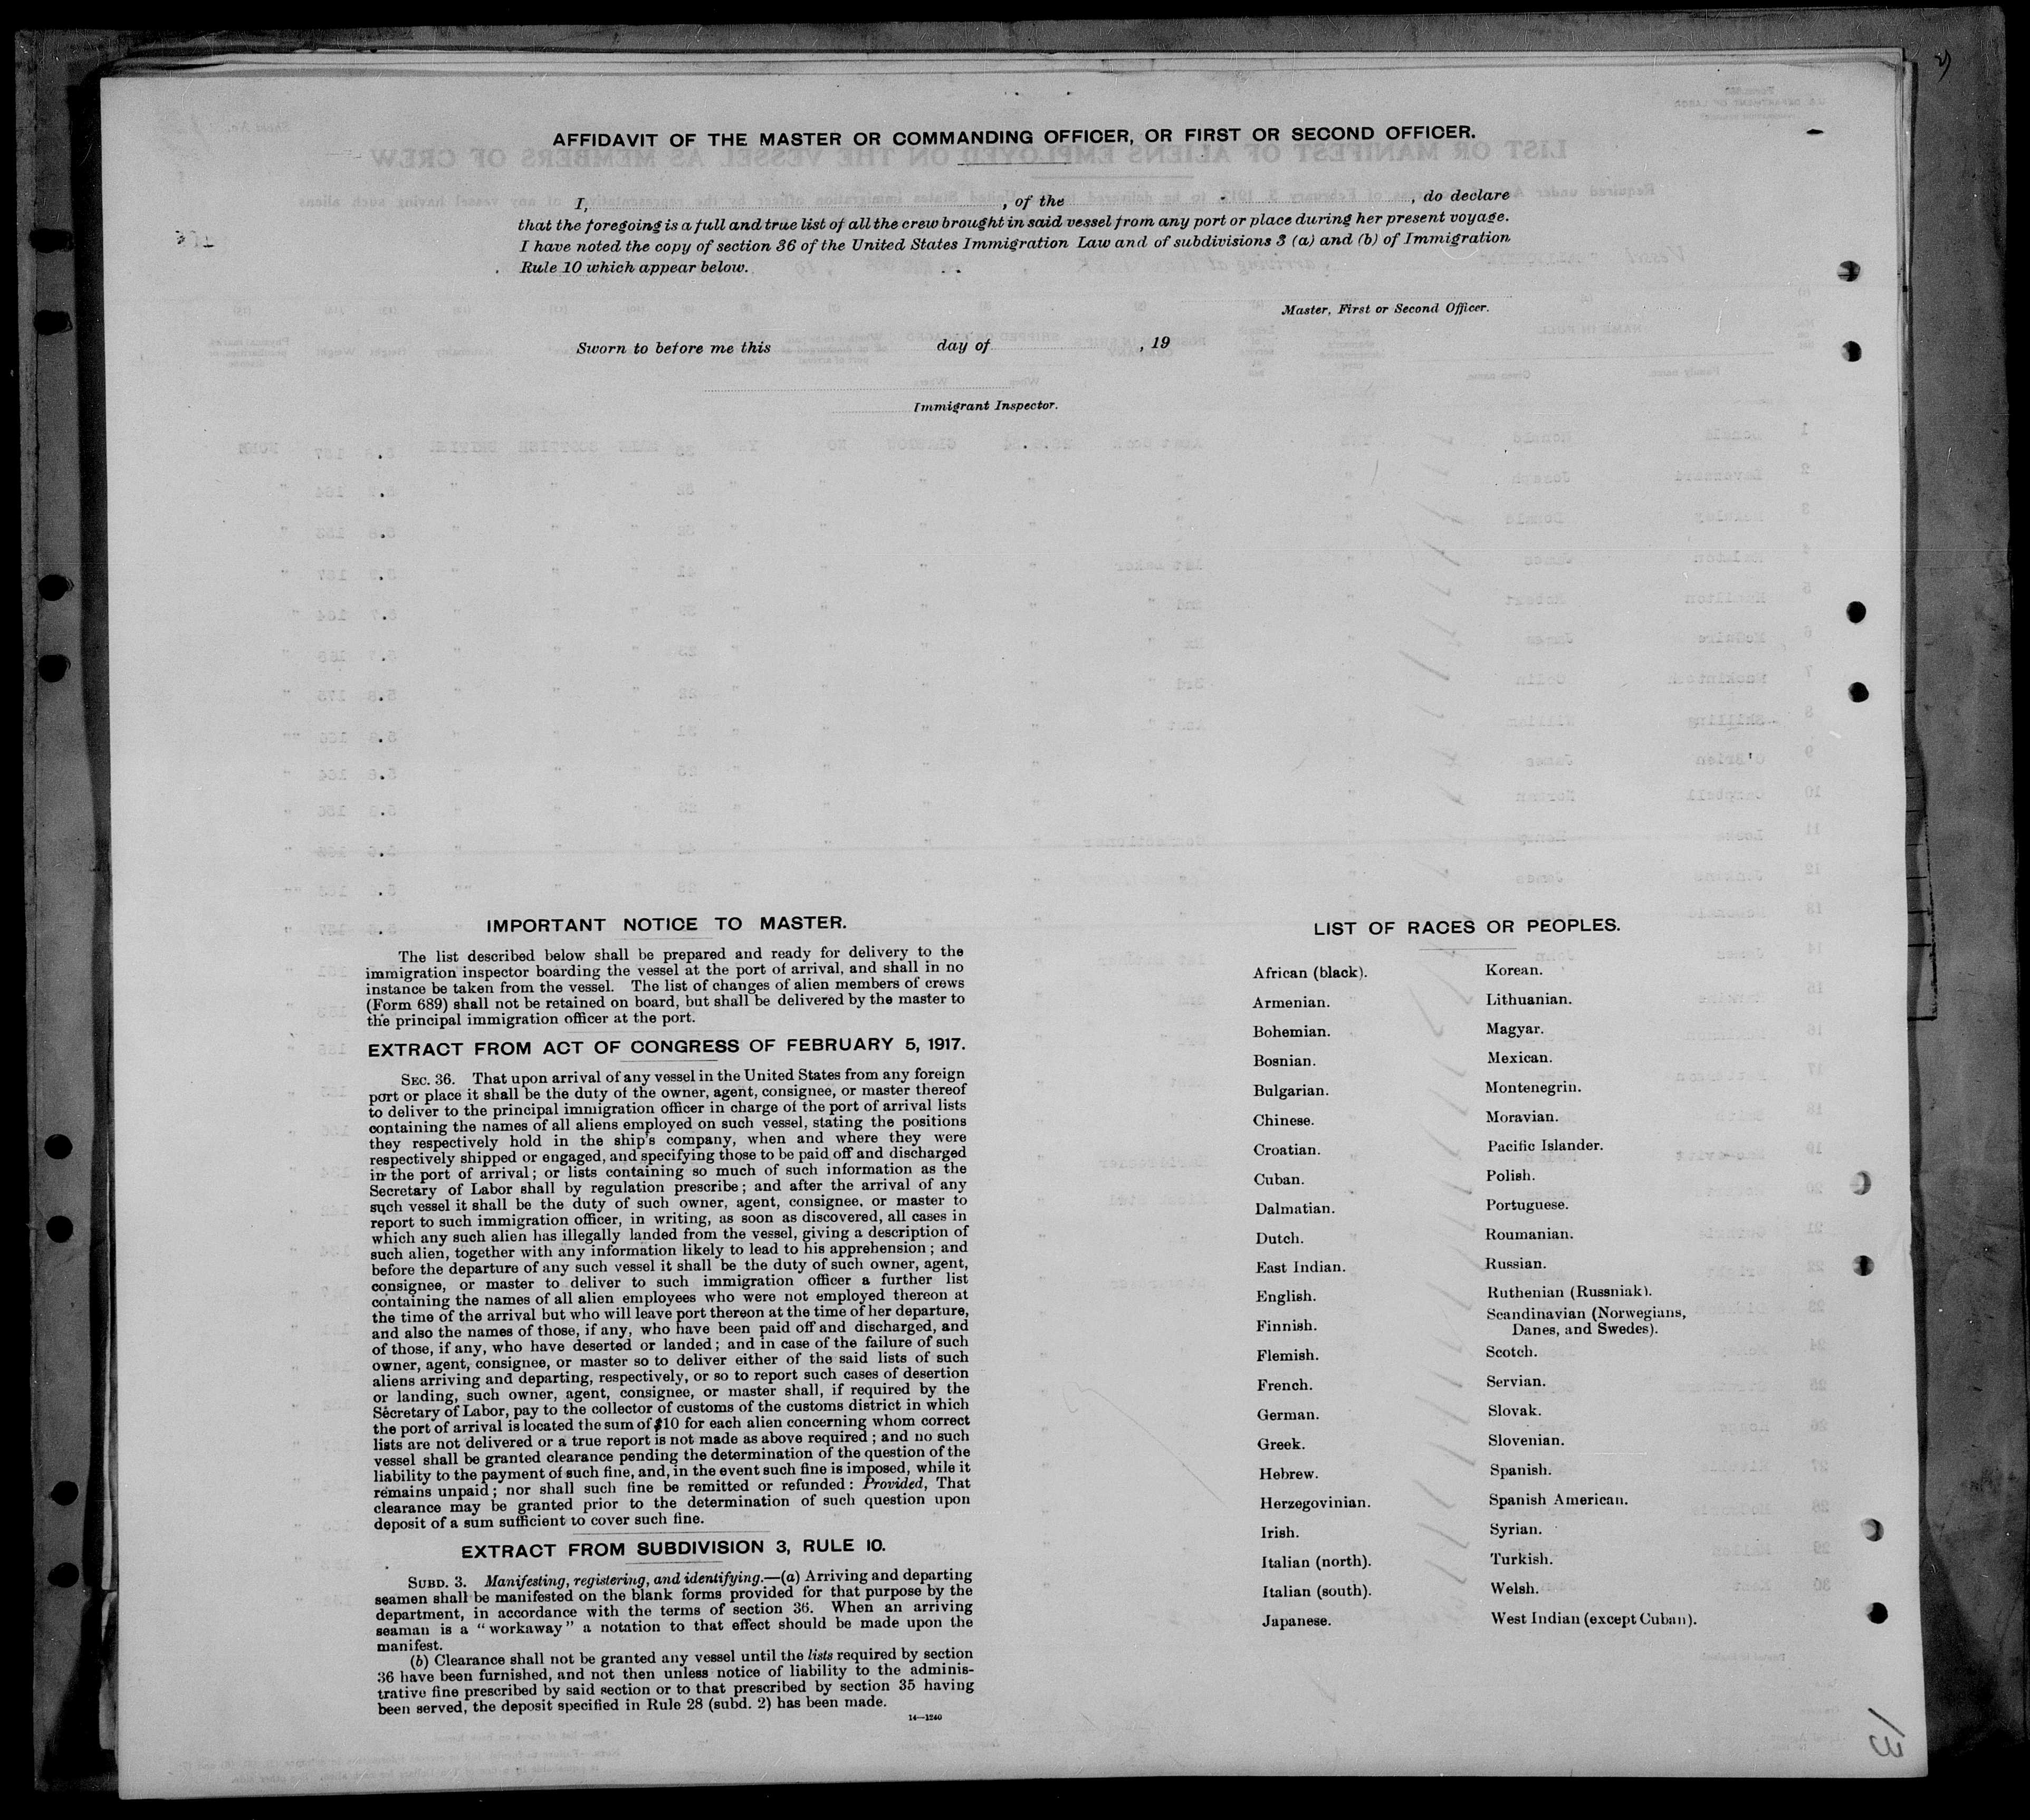 AFFIDAVIT OF THE MASTER OR COMMANDING OFFICER, OR FIRST OR SECOND OFFICER.
I, , of the , do declare
that the foregoing is a full and true list of all the crew brought in said vessel from any port or place during her present voyage.
I have noted the copy of section 36 of the United States Immigration Law and of subdivisions 3 (a) and (b) of Immigration
Rule 10 which appear below.
Master, First or Second Officer.
Sworn to before me this day of , 19
Immigrant Inspector.
IMPORTANT NOTICE TO MASTER.
The list described below shall be prepared and ready for delivery to the
immigration inspector boarding the vessel at the port of arrival, and shall in no
instance be taken from the vessel. The list of changes of alien members of crews
(Form 689) shall not be retained on board, but shall be delivered by the master to
the principal immigration officer at the port.
EXTRACT FROM ACT OF CONGRESS OF FEBRUARY 5, 1917.
SEC. 36. That upon arrival of any vessel in the United States from any foreign
port or place it shall be the duty of the owner, agent, consignee, or master thereof
to deliver to the principal immigration officer in charge of the port of arrival lists
containing the names of all aliens employed on such vessel, stating the positions
they respectively hold in the ship's company, when and where they were
respectively shipped or engaged, and specifying those to be paid off and discharged
in the port of arrival; or lists containing so much of such information as the
Secretary of Labor shall by regulation prescribe; and after the arrival of any
such vessel it shall be the duty of such owner, agent, consignee, or master to
report to such immigration officer, in writing, as soon as discovered, all cases in
which any such alien has illegally landed from the vessel, giving a description of
such alien, together with any information likely to lead to his apprehension; and
before the departure of any such vessel it shall be the duty of such owner, agent,
consignee, or master to deliver to such immigration officer a further list
containing the names of all alien employees who were not employed thereon at
the time of the arrival but who will leave port thereon at the time of her departure,
and also the names of those, if any, who have been paid off and discharged, and
of those, if any, who have deserted or landed; and in case of the failure of such
owner, agent, consignee, or master so to deliver either of the said lists of such
aliens arriving and departing, respectively, or so to report such cases of desertion
or landing, such owner, agent, consignee, or master shall, if required by the
Secretary of Labor, pay to the collector of customs of the customs district in which
the port of arrival is located the sum of $10 for each alien concerning whom correct
lists are not delivered or a true report is not made as above required; and no such
vessel shall be granted clearance pending the determination of the question of the
liability to the payment of such fine, and, in the event such fine is imposed, while it
remains unpaid; nor shall such fine be remitted or refunded: Provided, That
clearance may be granted prior to the determination of such question upon
deposit of a sum sufficient to cover such fine.
EXTRACT FROM SUBDIVISION 3, RULE 10.
SUBD. 3. Manifesting, registering, and identifying.—(a) Arriving and departing
seamen shall be manifested on the blank forms provided for that purpose by the
department, in accordance with the terms of section 36. When an arriving
seaman is a "workaway" a notation to that effect should be made upon the
manifest.
(b) Clearance shall not be granted any vessel until the lists required by section
36 have been furnished, and not then unless notice of liability to the adminis-
trative fine prescribed by said section or to that prescribed by section 35 having
been served, the deposit specified in Rule 28 (subd. 2) has been made.
14—1240
LIST OF RACES OR PEOPLES.
African (black).
Armenian.
Bohemian.
Bosnian.
Bulgarian.
Chinese.
Croatian.
Cuban.
Dalmatian.
Dutch.
East Indian.
English.
Finnish.
Flemish.
French.
German.
Greek.
Hebrew.
Herzegovinian.
Irish.
Italian (north).
Italian (south).
Japanese.
Korean.
Lithuanian.
Magyar.
Mexican.
Montenegrin.
Moravian.
Pacific Islander.
Polish.
Portuguese.
Roumanian.
Russian.
Ruthenian (Russniak).
Scandinavian (Norwegians,
Danes, and Swedes).
Scotch.
Servian.
Slovak.
Slovenian.
Spanish.
Spanish American.
Syrian.
Turkish.
Welsh.
West Indian (except Cuban).
13